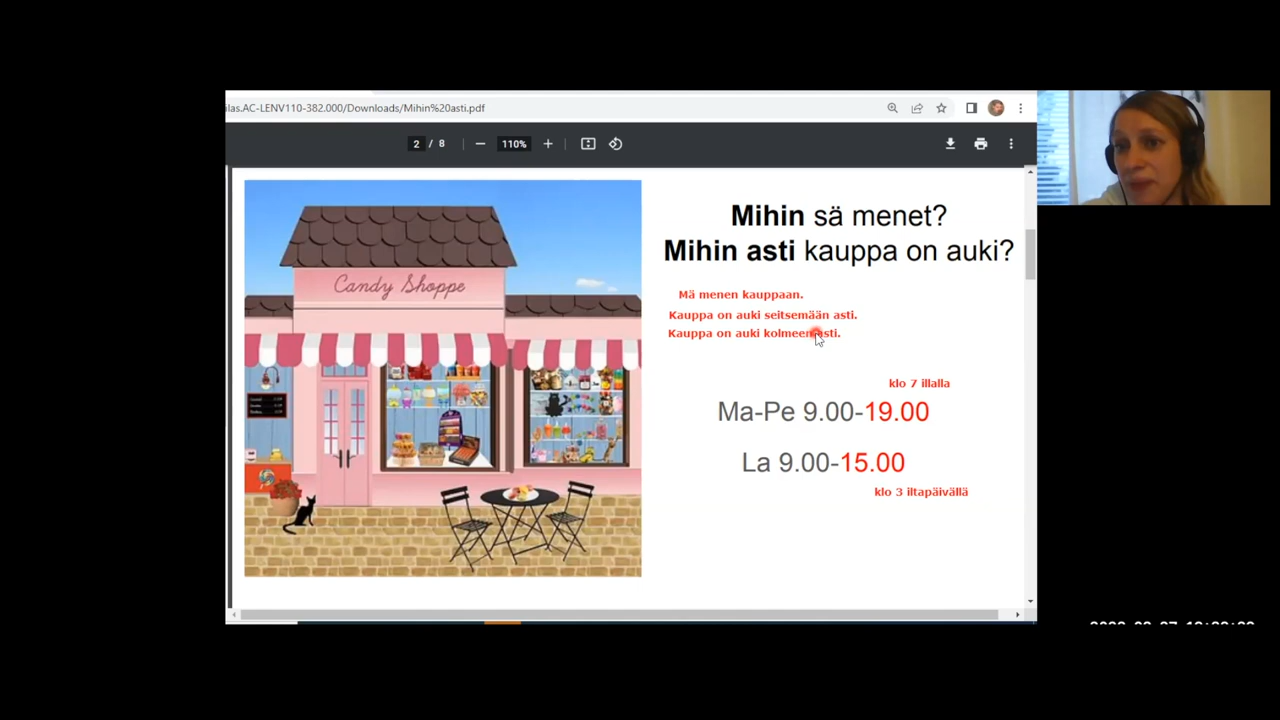 ilas.AC-LENV110-382.000/Downloads/Mihin%20asti.pdf
2 / 8
110%
Candy Shoppe
Mihin sä menet?
Mihin asti kauppa on auki?
Mä menen kauppaan.
Kauppa on auki seitsemään asti.
Kauppa on auki kolmeen asti.
klo 7 illalla
Ma-Pe 9.00-19.00
La 9.00-15.00
klo 3 iltapäivällä